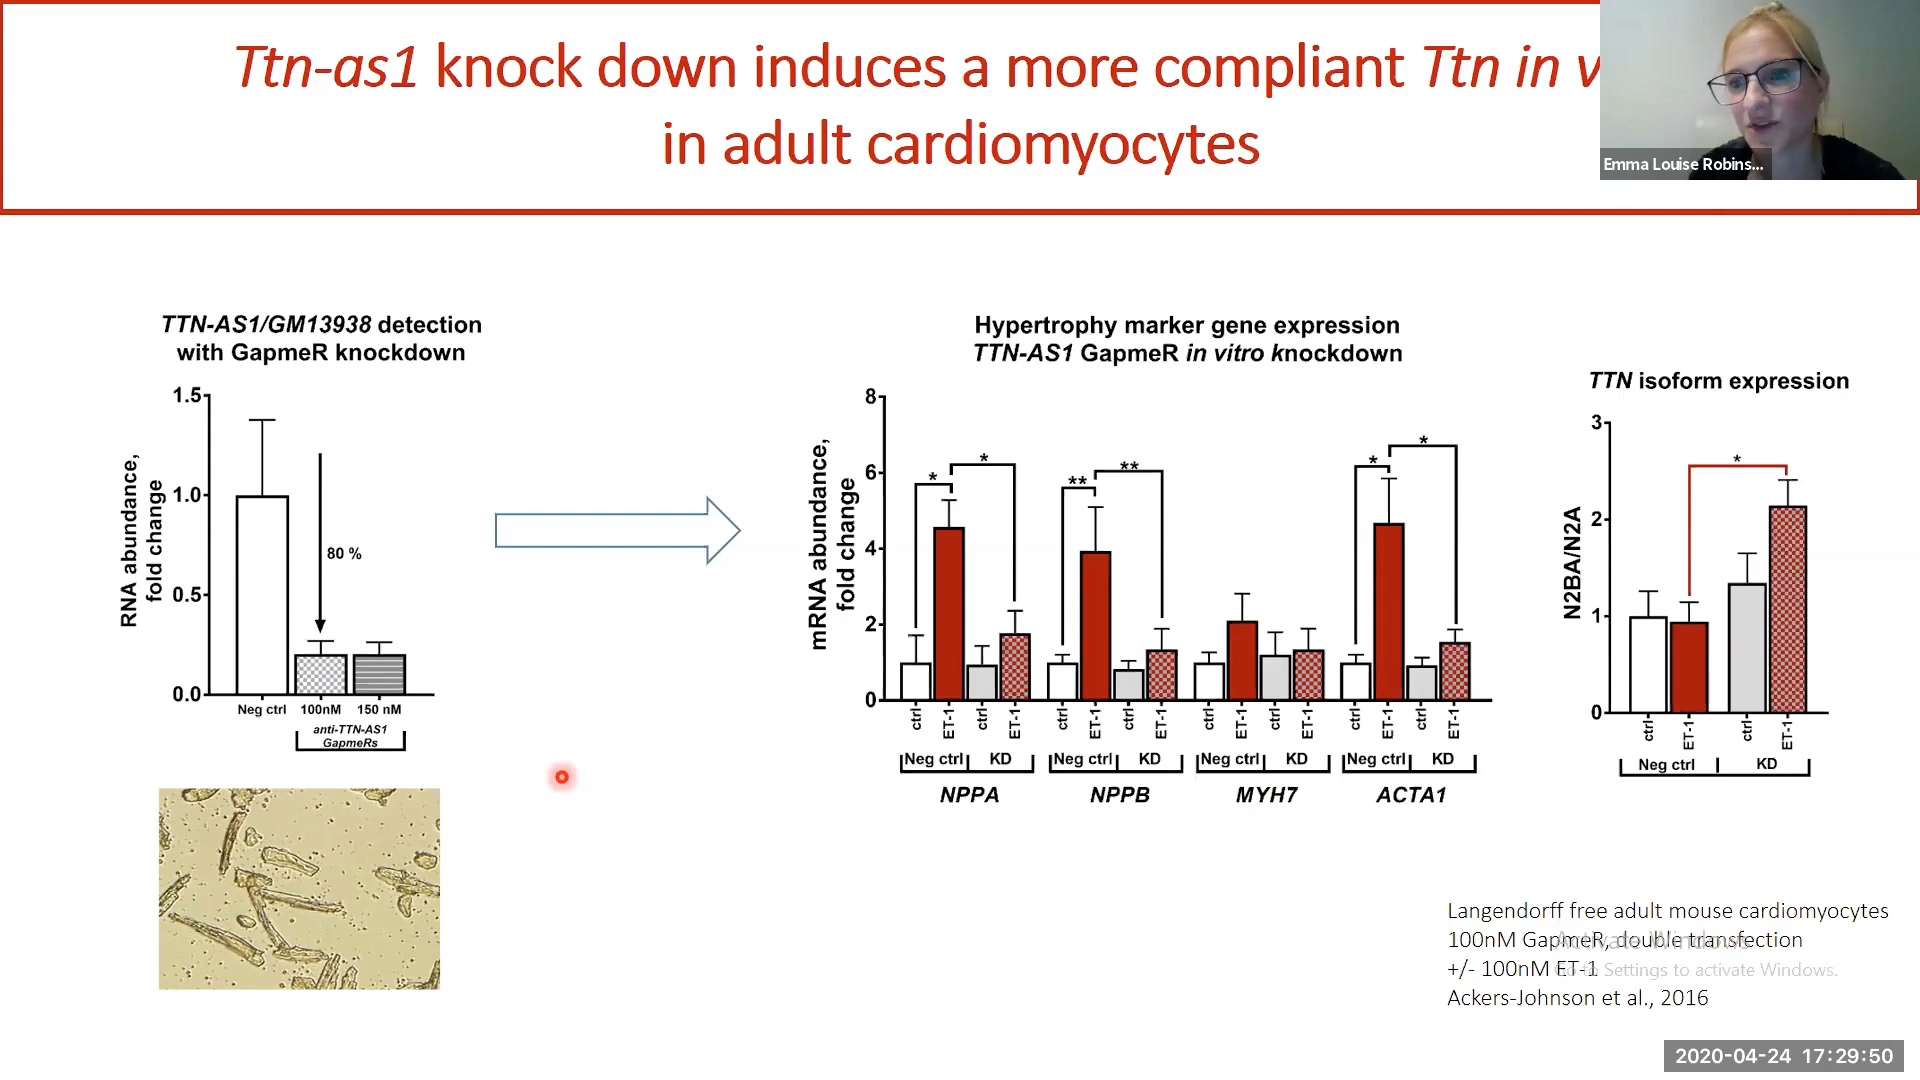 Ttn-as1 knock down induces a more compliant Ttn in v
in adult cardiomyocytes
Emma Louise Robins...
TTN-AS1/GM13938 detection
with GapmeR knockdown
RNA abundance,
fold change
1.5
1.0
0.5
0.0
80 %
Neg ctrl 100nM 150 nM
anti-TTN-AS1
GapmeRs
Hypertrophy marker gene expression
TTN-AS1 GapmeR in vitro knockdown
mRNA abundance,
fold change
8
6
4
2
0
* * ** ** * *
ctrl ET-1 ctrl ET-1 ctrl ET-1 ctrl ET-1 ctrl ET-1 ctrl ET-1 ctrl ET-1 ctrl ET-1
Neg ctrl KD Neg ctrl KD Neg ctrl KD Neg ctrl KD
NPPA NPPB MYH7 ACTA1
TTN isoform expression
N2BA/N2A
3
2
1
0
*
ctrl ET-1 ctrl ET-1
Neg ctrl KD
Langendorff free adult mouse cardiomyocytes
100nM GapmeR, double transfection
+/- 100nM ET-1
Ackers-Johnson et al., 2016
Activate Windows
Go to Settings to activate Windows.
2020-04-24 17:29:50